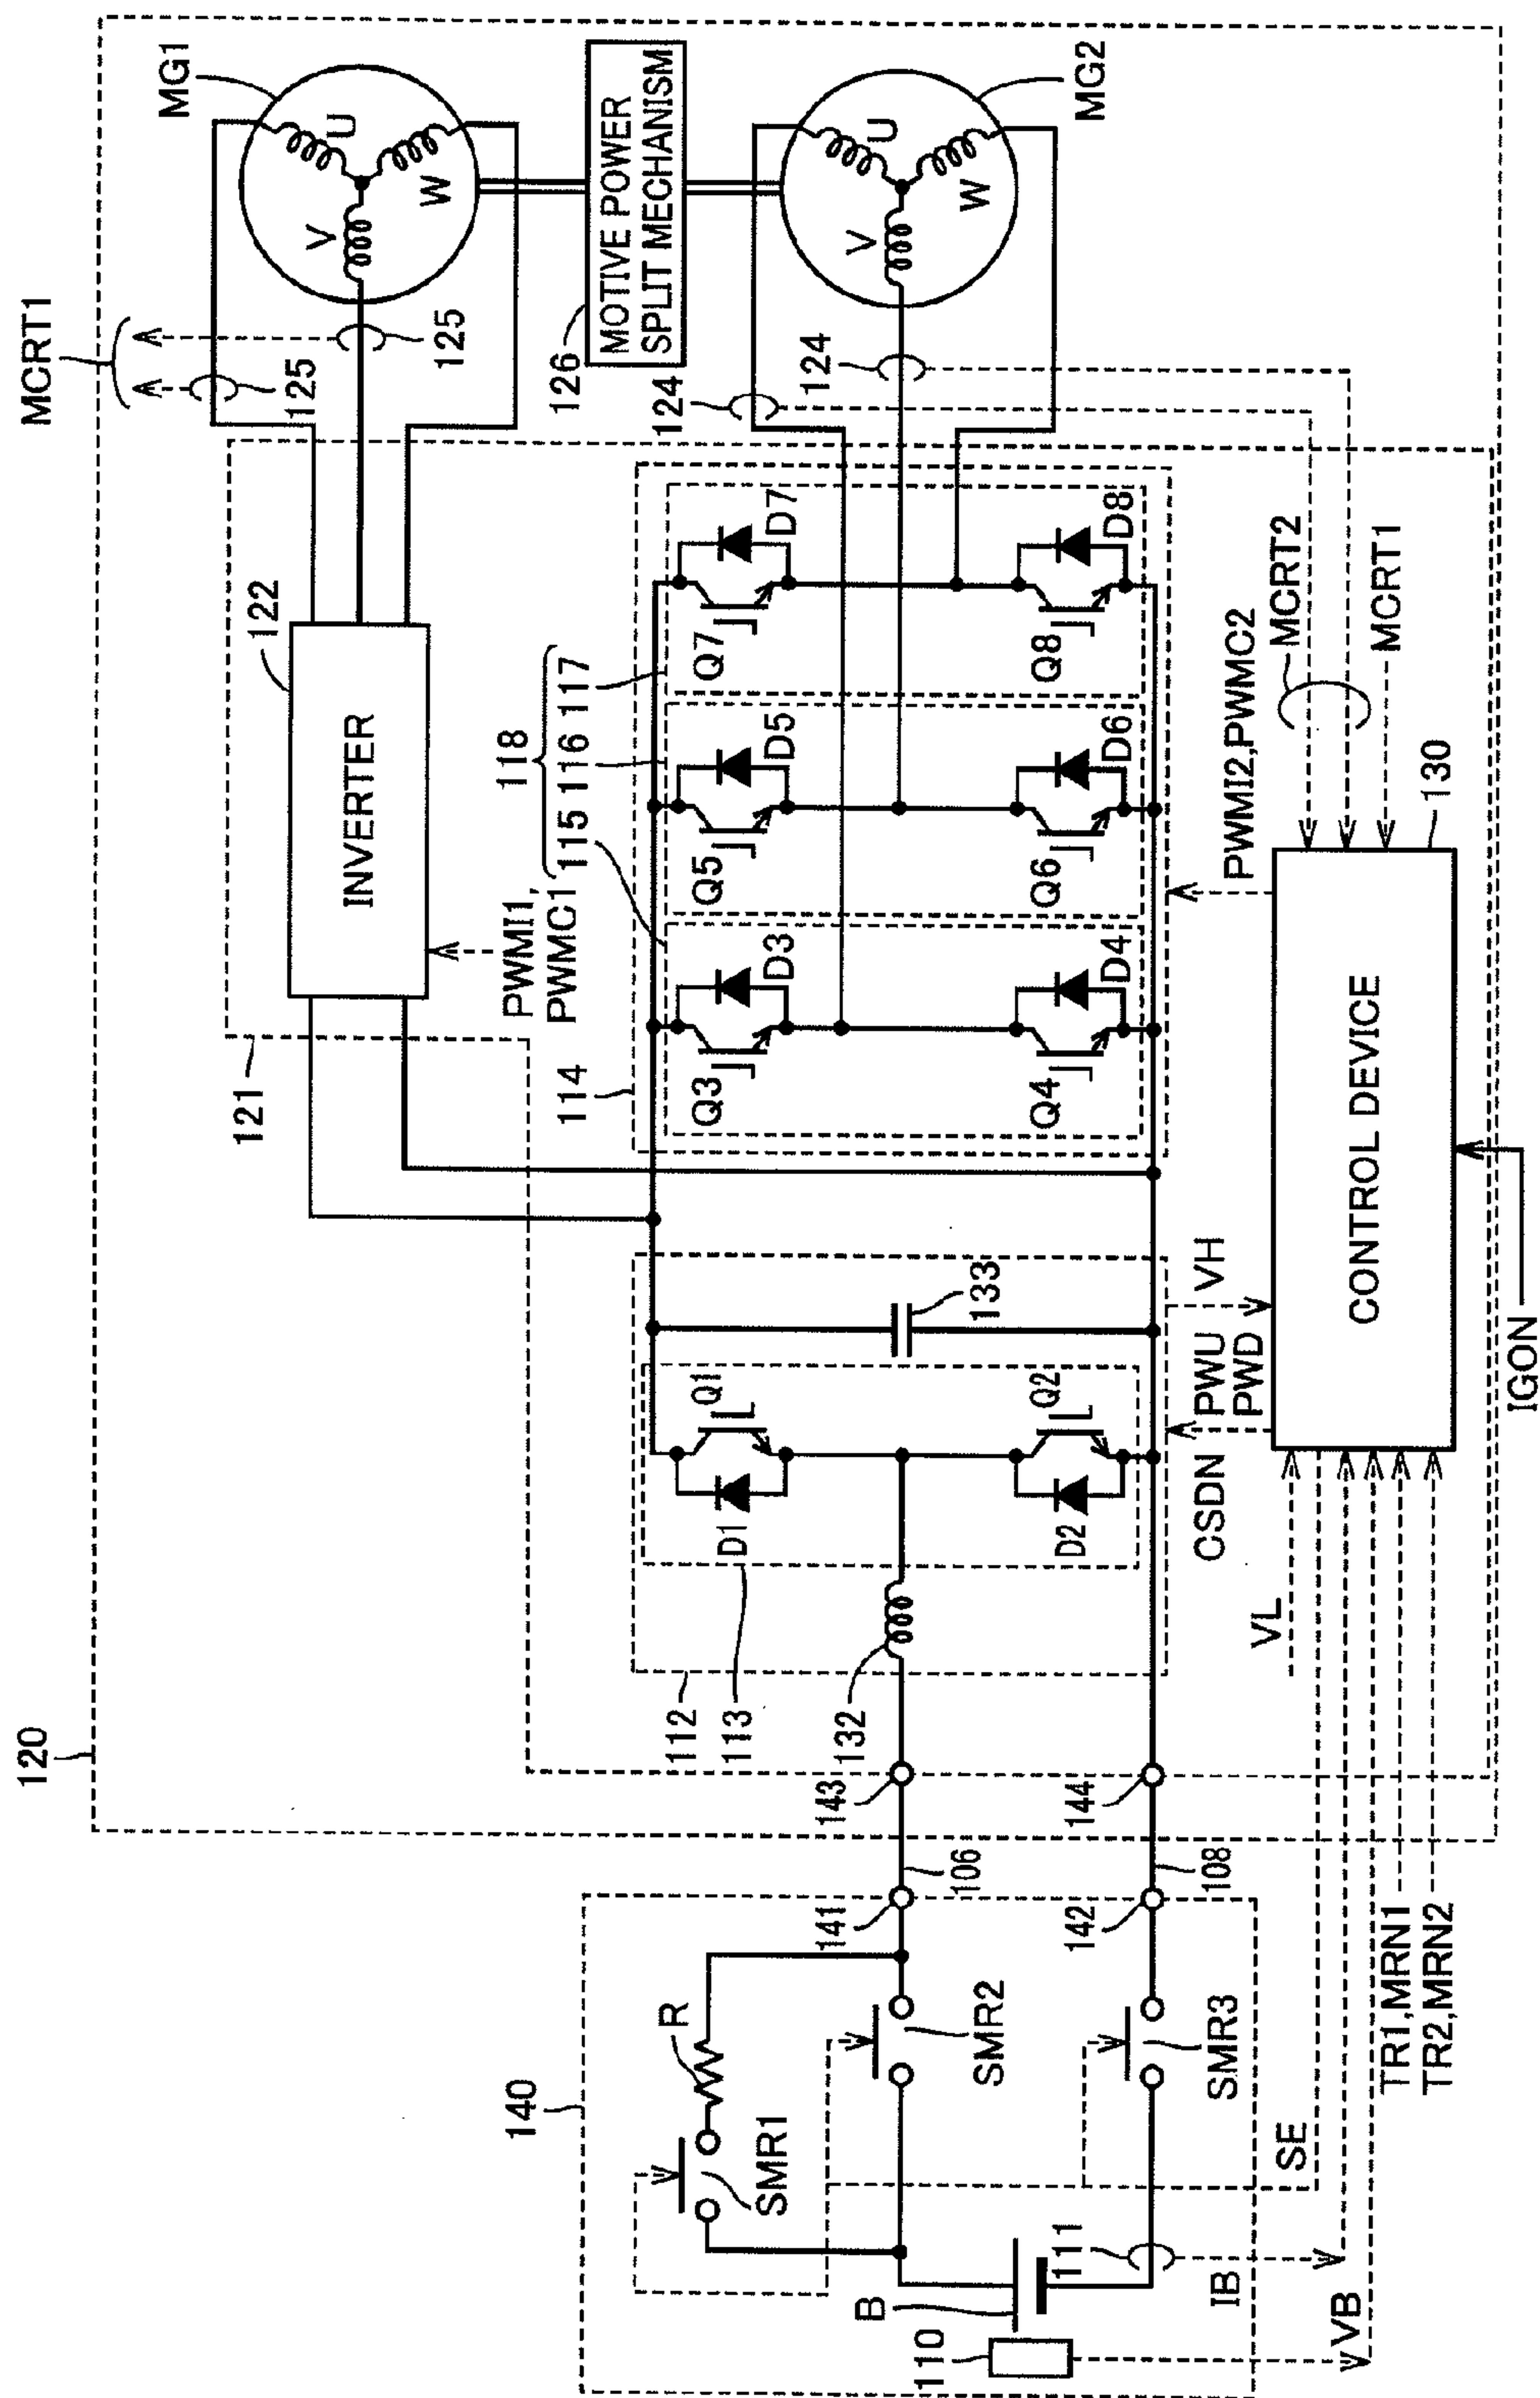 120
MCRT1
MG1
U
V
W
125
125
122
INVERTER
121
PWMI1,
PWMC1
126
MOTIVE POWER
SPLIT MECHANISM
124
124
MG2
U
V
W
118
115 116 117
114
Q3
D3
Q5
D5
Q7
D7
Q4
D4
Q6
D6
Q8
D8
112
113
132
D1
Q1
D2
Q2
133
143
144
106
108
141
142
140
SMR1
R
SMR2
SMR3
B
110
111
IB
VB
SE
VL
CSDN
PWU
PWD
VH
PWMI2,PWMC2
MCRT2
MCRT1
130
CONTROL DEVICE
TR1,MRN1
TR2,MRN2
IGON